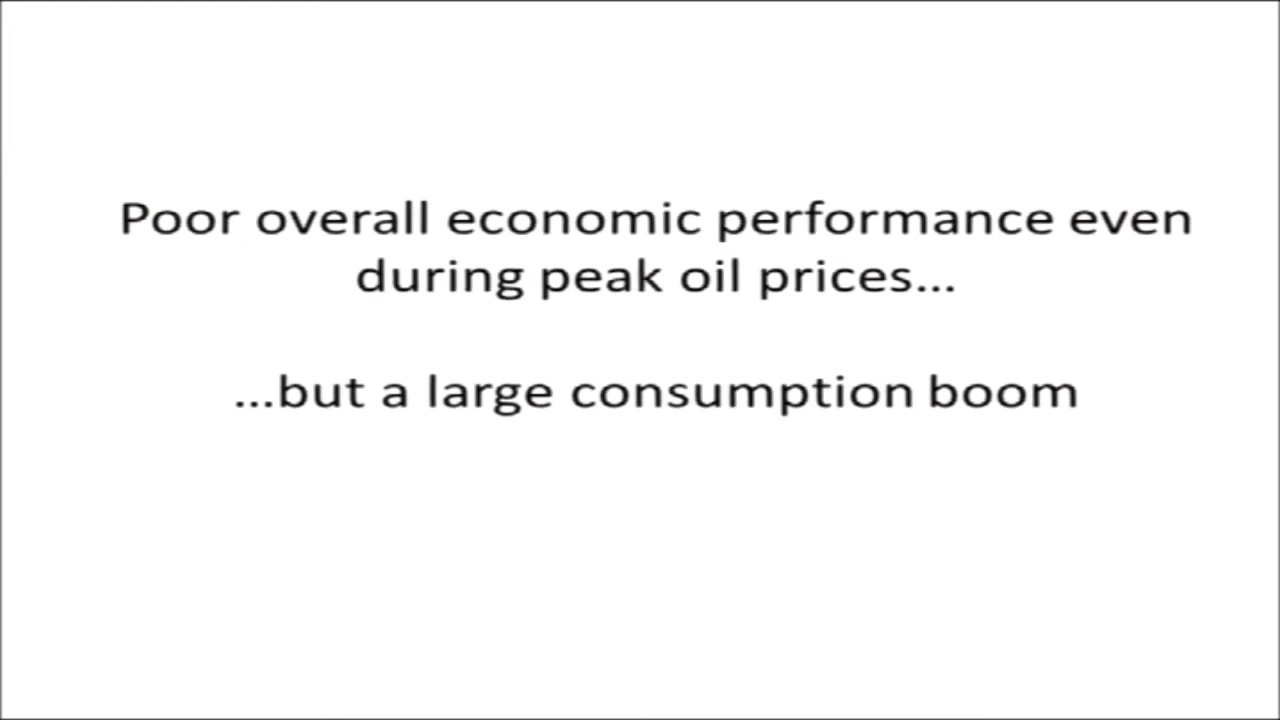 Poor overall economic performance even
during peak oil prices...
...but a large consumption boom